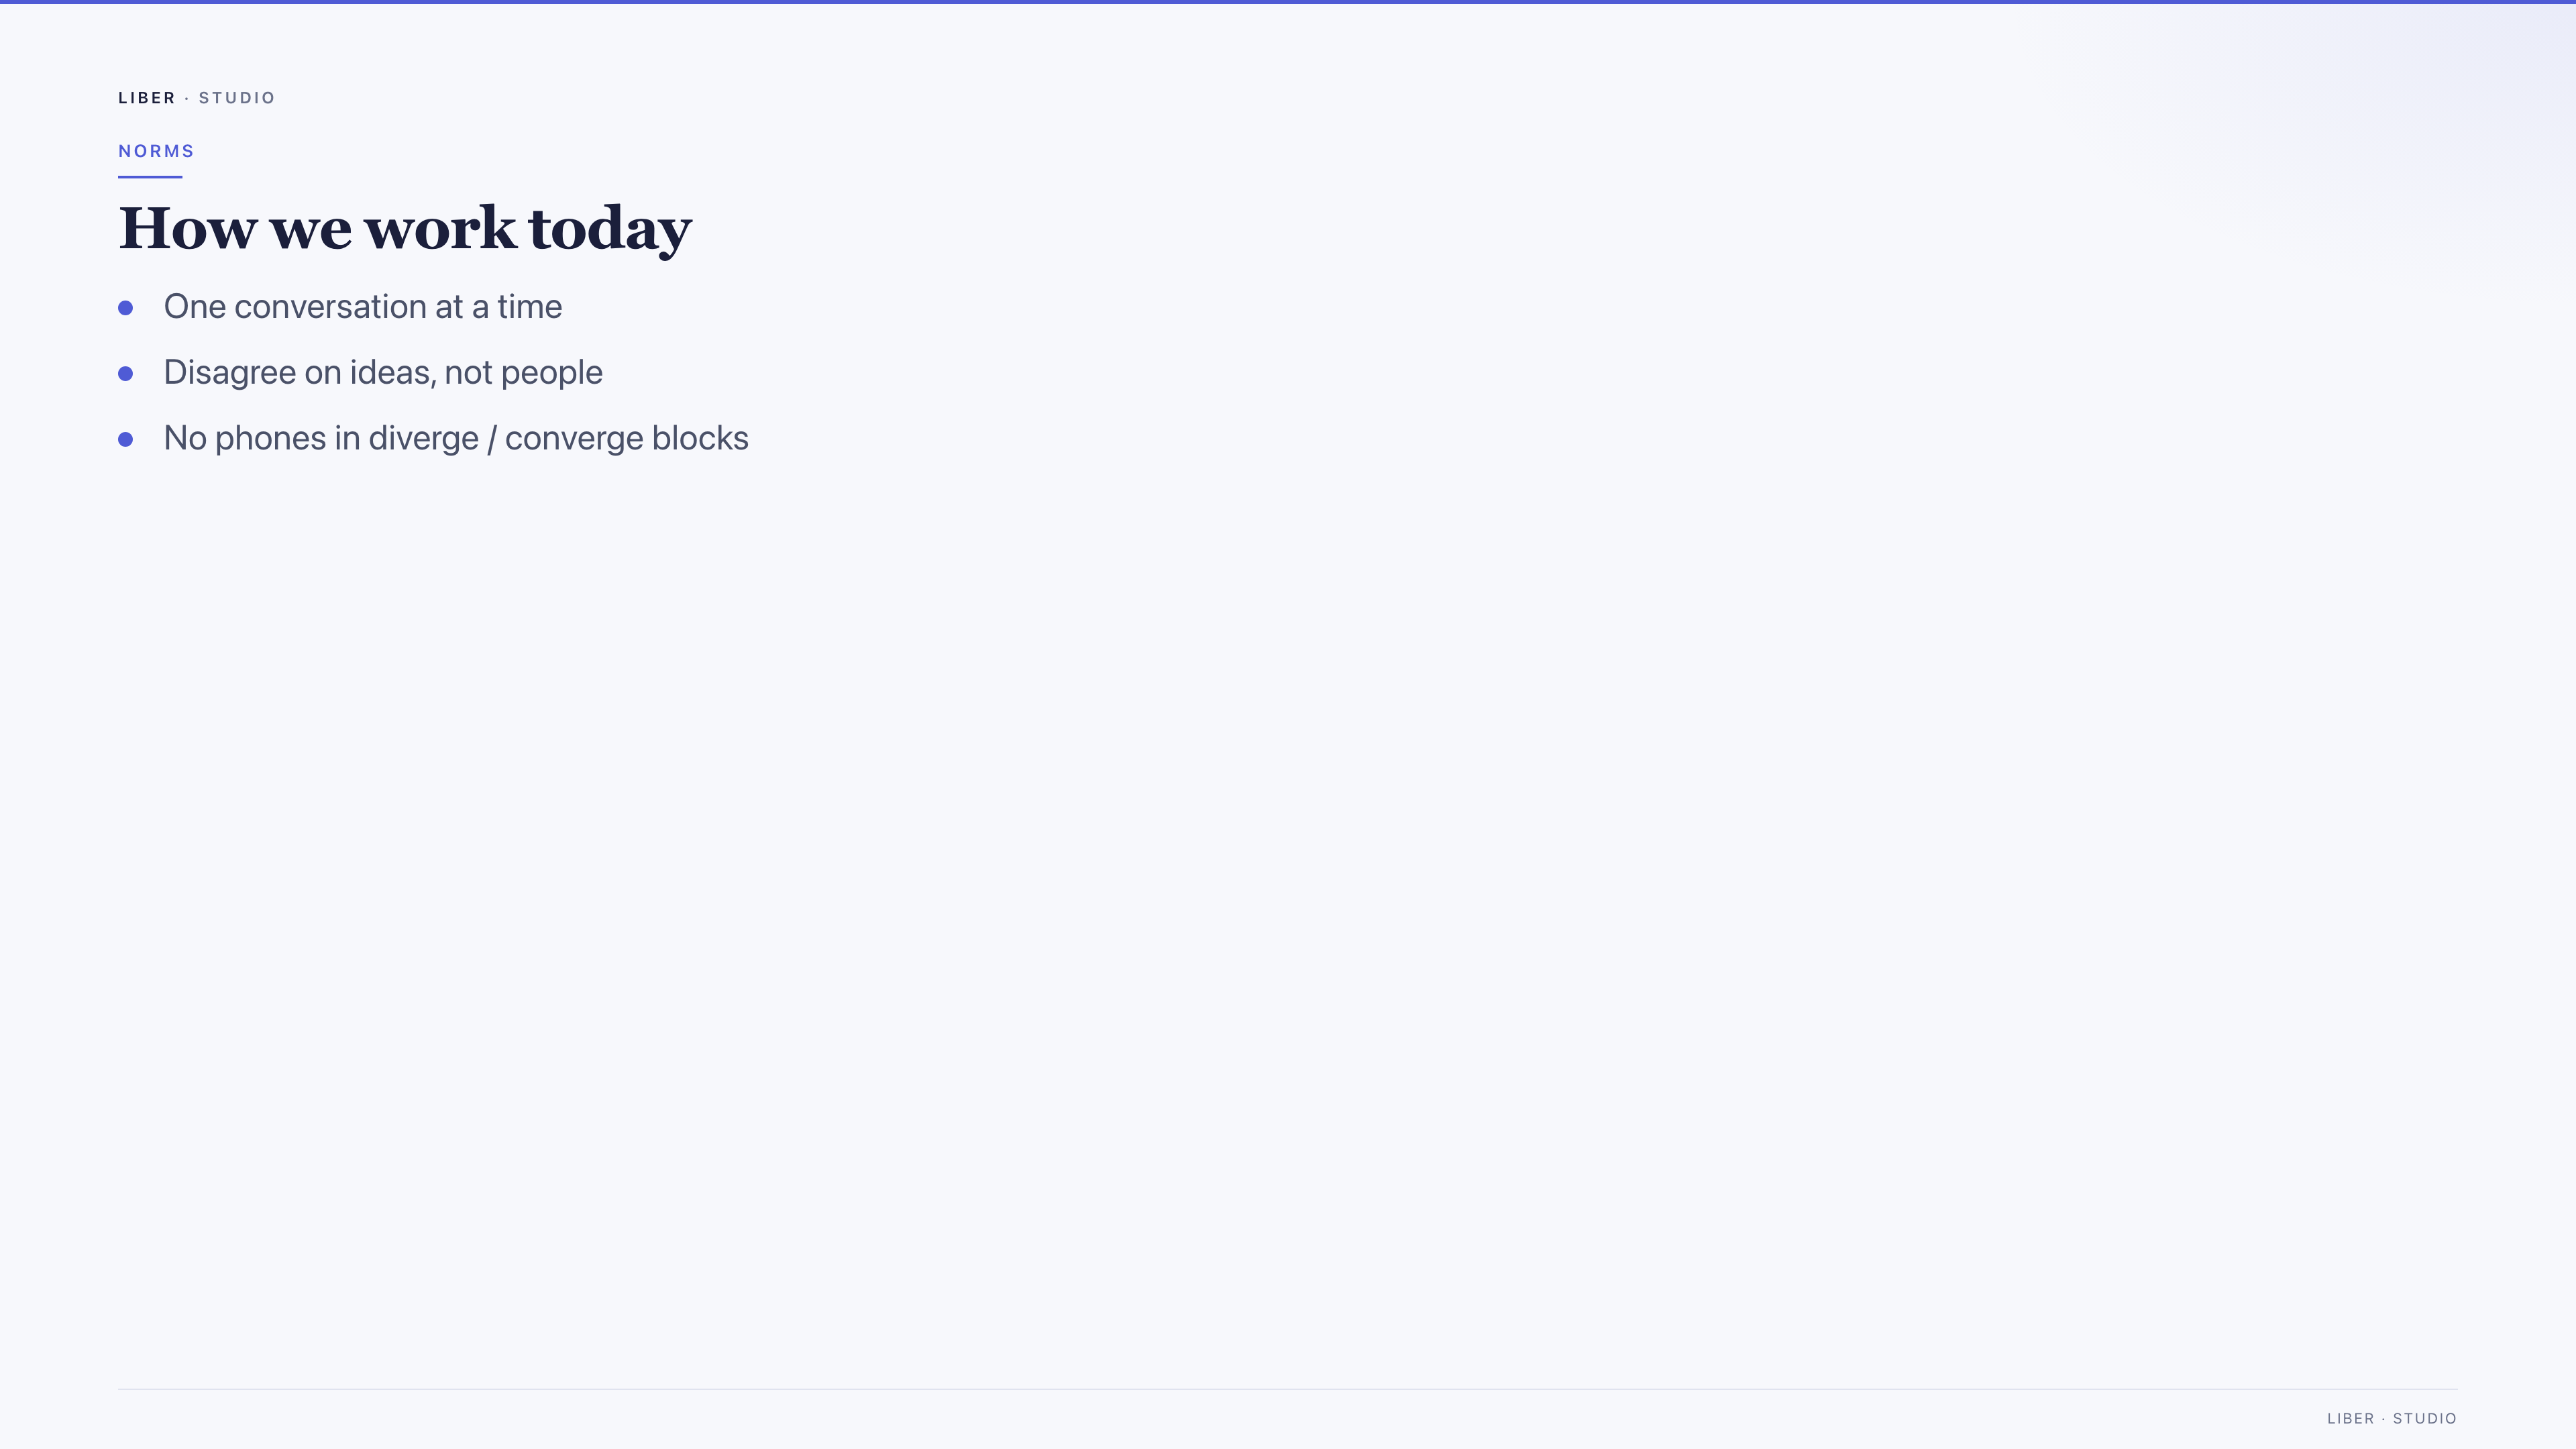 LIBER · STUDIO
NORMS
How we work today
One conversation at a time
Disagree on ideas, not people
No phones in diverge / converge blocks
LIBER · STUDIO